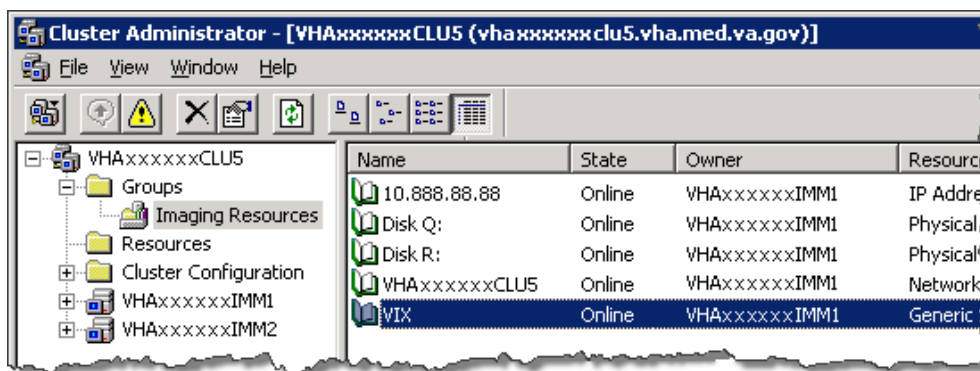 Cluster Administrator - [VHAxxxxxxCLU5 (vhaxxxxxxclu5.vha.med.va.gov)]
File View Window Help
VHAxxxxxxCLU5
Groups
Imaging Resources
Resources
Cluster Configuration
VHAxxxxxxIMM1
VHAxxxxxxIMM2
Name State Owner Resourc
10.888.88.88 Online VHAxxxxxxIMM1 IP Addre
Disk Q: Online VHAxxxxxxIMM1 Physical
Disk R: Online VHAxxxxxxIMM1 Physical
VHAxxxxxxCLU5 Online VHAxxxxxxIMM1 Network
VIX Online VHAxxxxxxIMM1 Generic